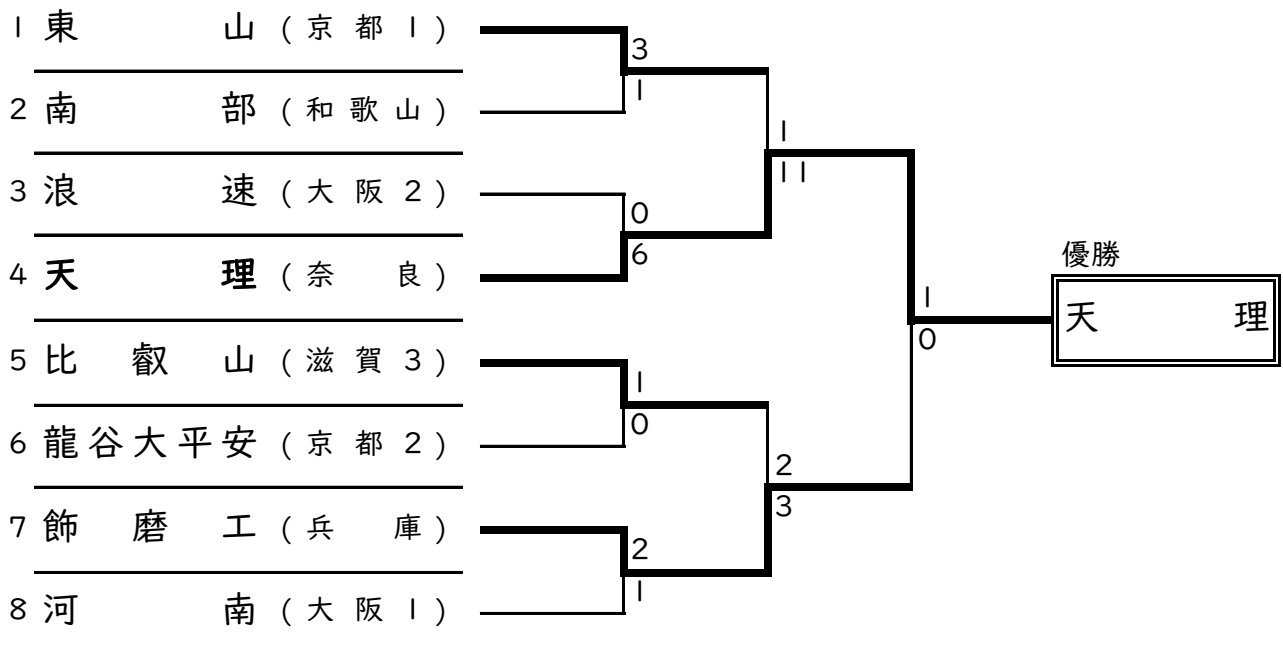 1 東山 (京都1)
3
1
2 南部 (和歌山)
1
11
3 浪速 (大阪2)
0
6
4 天理 (奈良)
優勝
天理
1
0
5 比叡山 (滋賀3)
1
0
6 龍谷大平安 (京都2)
2
3
7 飾磨工 (兵庫)
2
1
8 河南 (大阪1)